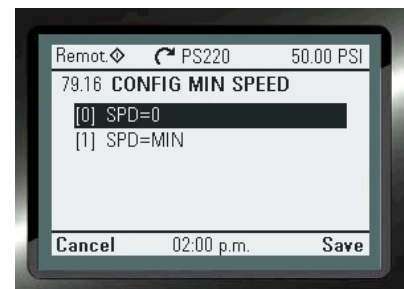 Remot. PS220 50.00 PSI
79.16 CONFIG MIN SPEED
[0] SPD=0
[1] SPD=MIN
Cancel 02:00 p.m. Save